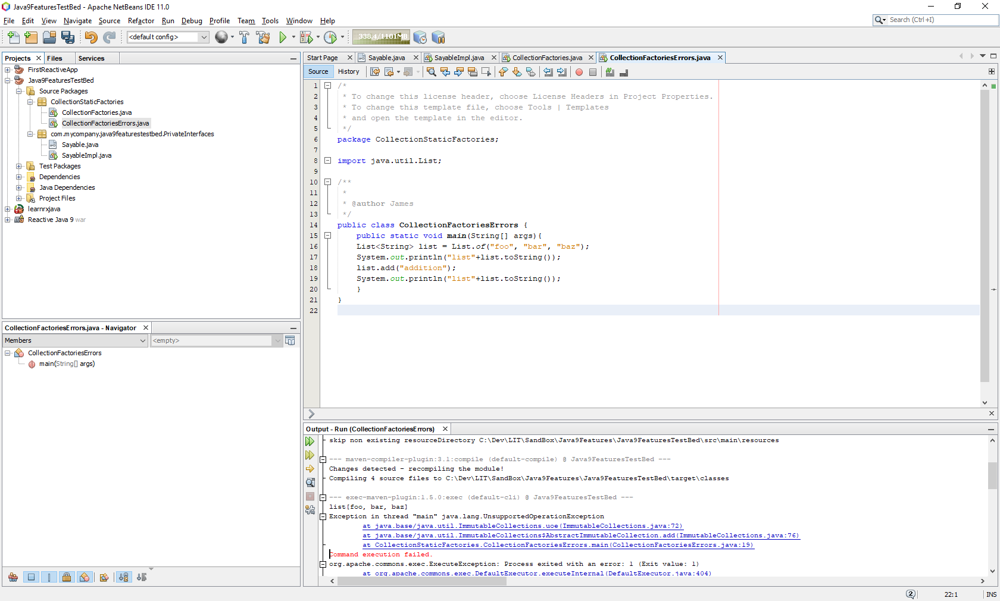 Java9FeaturesTestBed - Apache NetBeans IDE 11.0
File Edit View Navigate Source Refactor Run Debug Profile Team Tools Window Help
Search (Ctrl+I)
<default config>
338.4/1101MB
Projects Files Services
FirstReactiveApp
Java9FeaturesTestBed
Source Packages
CollectionStaticFactories
CollectionFactories.java
CollectionFactoriesErrors.java
com.mycompany.java9featurestestbed.PrivateInterfaces
Sayable.java
SayableImpl.java
Test Packages
Dependencies
Java Dependencies
Project Files
learnrxjava
Reactive Java 9 war
CollectionFactoriesErrors.java - Navigator
Members <empty>
CollectionFactoriesErrors
main(String[] args)
Start Page Sayable.java SayableImpl.java CollectionFactories.java CollectionFactoriesErrors.java
Source History
1 /*
2 * To change this license header, choose License Headers in Project Properties.
3 * To change this template file, choose Tools | Templates
4 * and open the template in the editor.
5 */
6 package CollectionStaticFactories;
7
8 import java.util.List;
9
10 /**
11 *
12 * @author James
13 */
14 public class CollectionFactoriesErrors {
15 public static void main(String[] args){
16 List<String> list = List.of("foo", "bar", "baz");
17 System.out.println("list"+list.toString());
18 list.add("addition");
19 System.out.println("list"+list.toString());
20 }
21 }
22
Output - Run (CollectionFactoriesErrors)
skip non existing resourceDirectory C:\Dev\LIT\SandBox\Java9Features\Java9FeaturesTestBed\src\main\resources
--- maven-compiler-plugin:3.1:compile (default-compile) @ Java9FeaturesTestBed ---
Changes detected - recompiling the module!
Compiling 4 source files to C:\Dev\LIT\SandBox\Java9Features\Java9FeaturesTestBed\target\classes
--- exec-maven-plugin:1.5.0:exec (default-cli) @ Java9FeaturesTestBed ---
list[foo, bar, baz]
Exception in thread "main" java.lang.UnsupportedOperationException
at java.base/java.util.ImmutableCollections.uoe(ImmutableCollections.java:72)
at java.base/java.util.ImmutableCollections$AbstractImmutableCollection.add(ImmutableCollections.java:76)
at CollectionStaticFactories.CollectionFactoriesErrors.main(CollectionFactoriesErrors.java:19)
Command execution failed.
org.apache.commons.exec.ExecuteException: Process exited with an error: 1 (Exit value: 1)
at org.apache.commons.exec.DefaultExecutor.executeInternal(DefaultExecutor.java:404)
2 22:1 INS